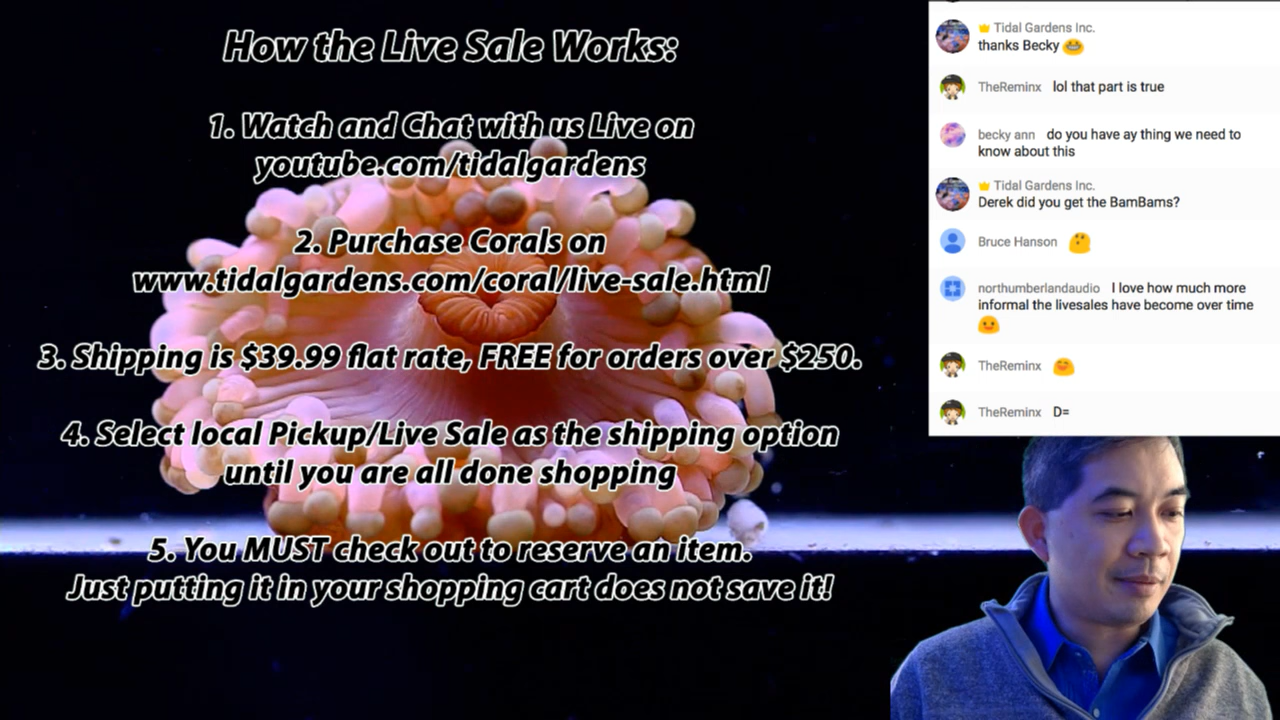 How the Live Sale Works:
1. Watch and Chat with us Live on
youtube.com/tidalgardens
2. Purchase Corals on
www.tidalgardens.com/coral/live-sale.html
3. Shipping is $39.99 flat rate, FREE for orders over $250.
4. Select local Pickup/Live Sale as the shipping option
until you are all done shopping
5. You MUST check out to reserve an item.
Just putting it in your shopping cart does not save it!
Tidal Gardens Inc.
thanks Becky
TheReminx lol that part is true
becky ann do you have ay thing we need to
know about this
Tidal Gardens Inc.
Derek did you get the BamBams?
Bruce Hanson
northumberlandaudio I love how much more
informal the livesales have become over time
TheReminx
TheReminx D=